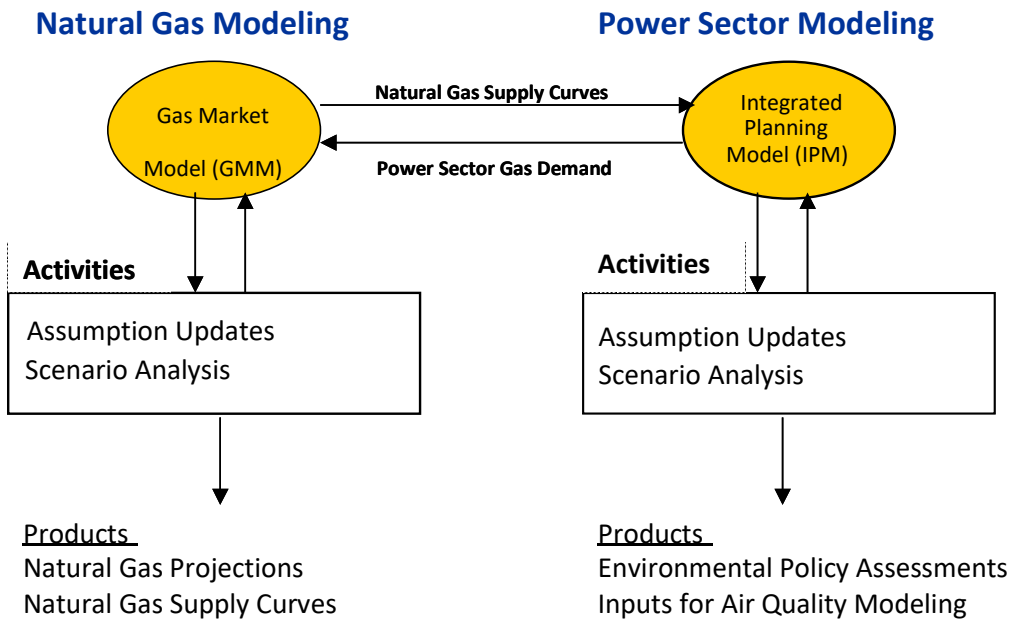 Natural Gas Modeling
Power Sector Modeling
Gas Market
Model (GMM)
Natural Gas Supply Curves
Power Sector Gas Demand
Integrated
Planning
Model (IPM)
Activities
Assumption Updates
Scenario Analysis
Activities
Assumption Updates
Scenario Analysis
Products
Natural Gas Projections
Natural Gas Supply Curves
Products
Environmental Policy Assessments
Inputs for Air Quality Modeling